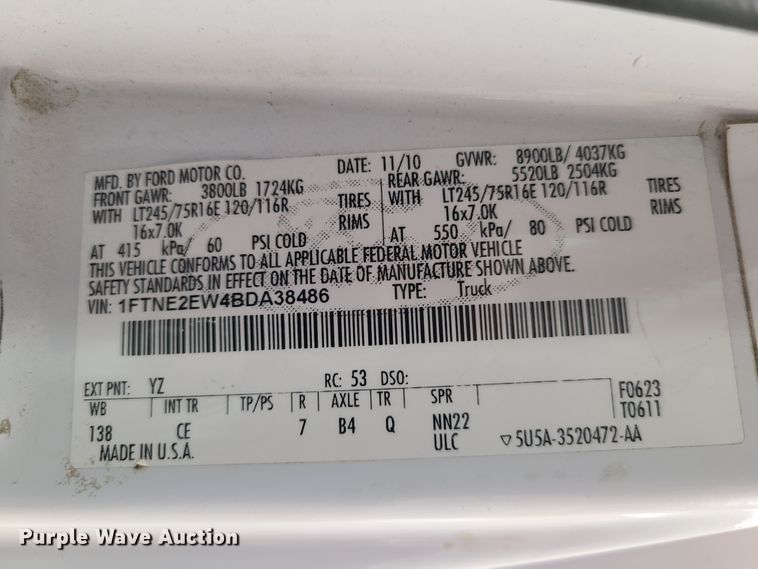 MFD. BY FORD MOTOR CO. DATE: 11/10 GVWR: 8900LB/ 4037KG
FRONT GAWR: 3800LB 1724KG REAR GAWR: 5520LB 2504KG
WITH LT245/75R16E 120/116R TIRES WITH LT245/75R16E 120/116R TIRES
16x7.0K RIMS 16x7.0K RIMS
AT 415 kPa/ 60 PSI COLD AT 550 kPa/ 80 PSI COLD
THIS VEHICLE CONFORMS TO ALL APPLICABLE FEDERAL MOTOR VEHICLE
SAFETY STANDARDS IN EFFECT ON THE DATE OF MANUFACTURE SHOWN ABOVE.
VIN: 1FTNE2EW4BDA38486 TYPE: Truck
EXT PNT: YZ RC: 53 DSO:
WB INT TR TP/PS R AXLE TR SPR F0623
T0611
138 CE 7 B4 Q NN22
ULC ▽5U5A-3520472-AA
MADE IN U.S.A.
Purple Wave Auction